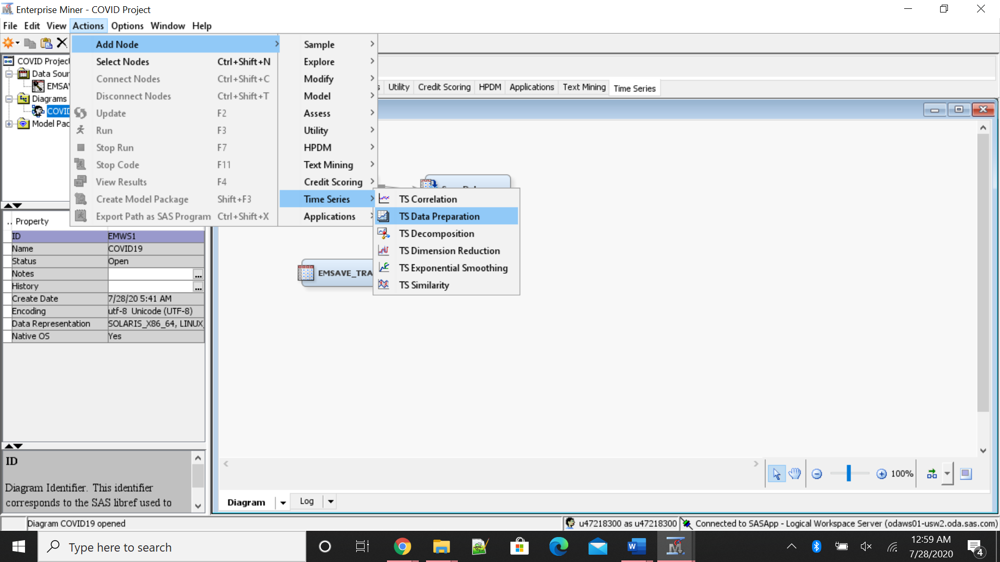 Enterprise Miner - COVID Project
File Edit View Actions Options Window Help
Add Node
Select Nodes Ctrl+Shift+N
Connect Nodes Ctrl+Shift+C
Disconnect Nodes Ctrl+Shift+T
Update F2
Run F3
Stop Run F7
Stop Code F11
View Results F4
Create Model Package Shift+F3
Export Path as SAS Program Ctrl+Shift+X
Sample
Explore
Modify
Model
Assess
Utility
HPDM
Text Mining
Credit Scoring
Time Series
Applications
TS Correlation
TS Data Preparation
TS Decomposition
TS Dimension Reduction
TS Exponential Smoothing
TS Similarity
COVID Project
Data Sour
EMSAV
Diagrams
COVID
Model Pac
s Utility Credit Scoring HPDM Applications Text Mining Time Series
EMSAVE_TRA
.. Property
ID EMWS1
Name COVID19
Status Open
Notes ...
History ...
Create Date 7/28/20 5:41 AM
Encoding utf-8 Unicode (UTF-8)
Data Representation SOLARIS_X86_64, LINUX_
Native OS Yes
ID
Diagram Identifier. This identifier
corresponds to the SAS libref used to
100%
Diagram Log
Diagram COVID19 opened
u47218300 as u47218300 Connected to SASApp - Logical Workspace Server (odaws01-usw2.oda.sas.com)
Type here to search
12:59 AM
7/28/2020
4